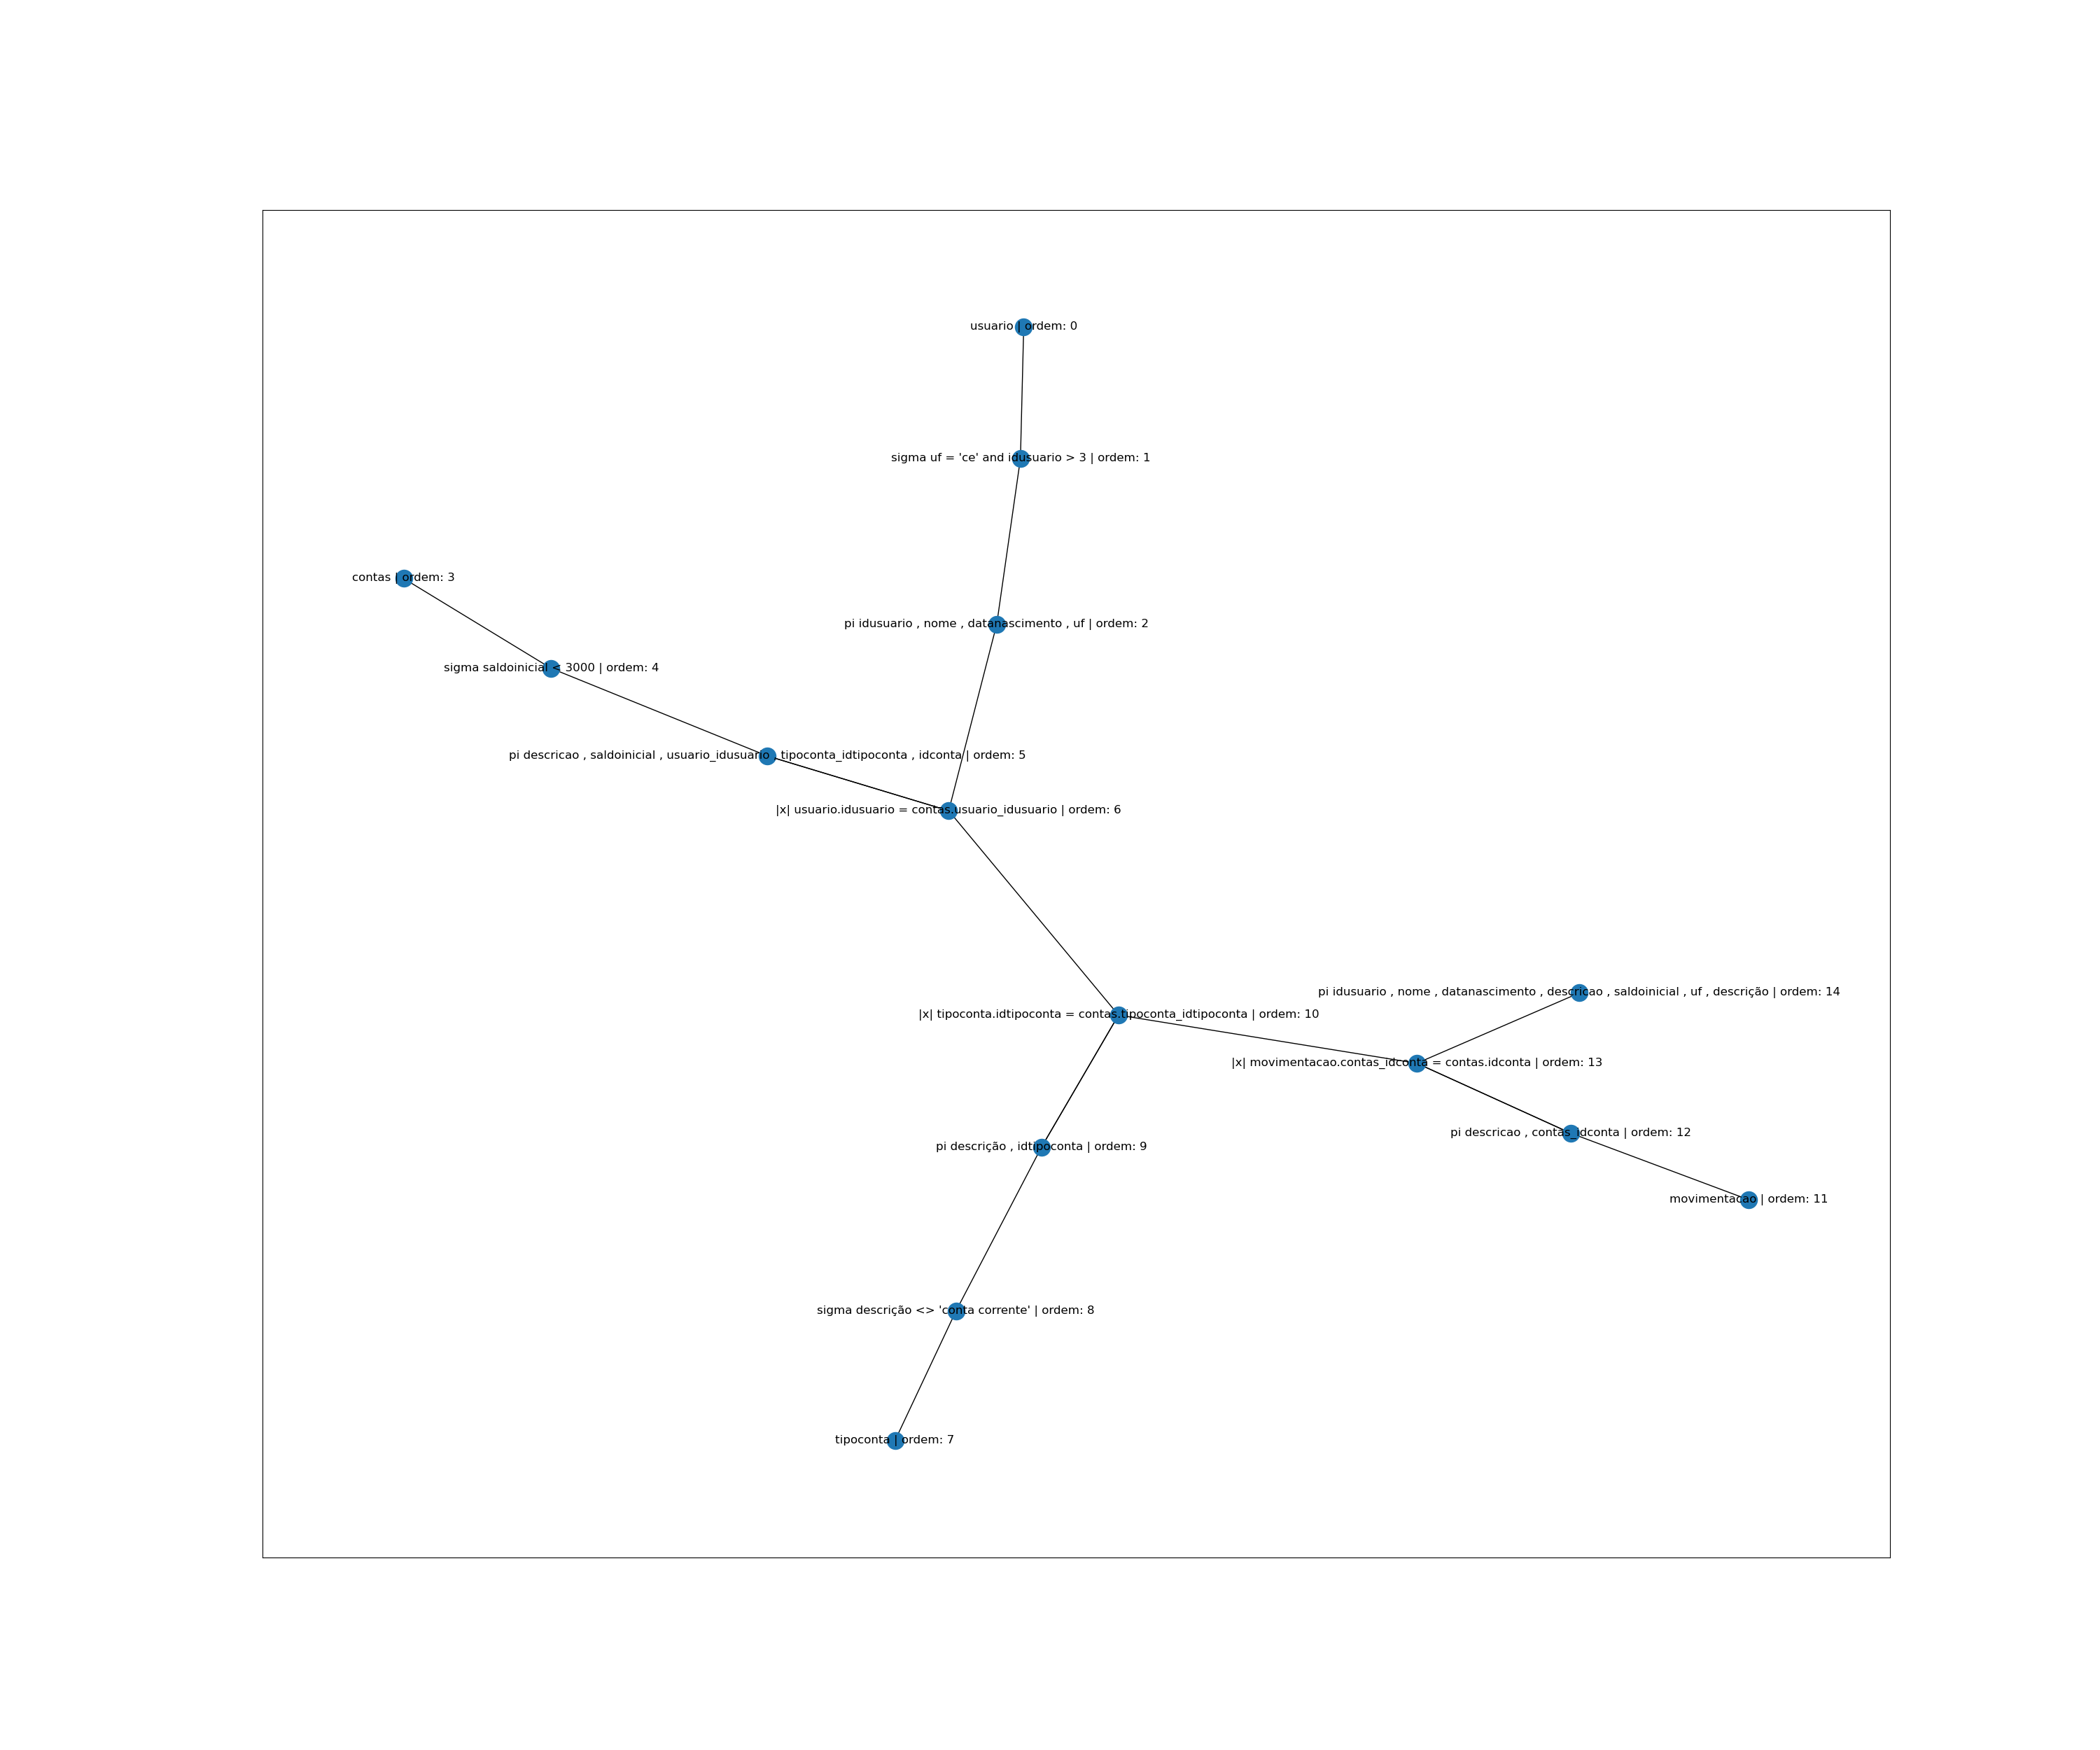 usuario | ordem: 0
sigma uf = 'ce' and idusuario > 3 | ordem: 1
contas | ordem: 3
pi idusuario , nome , datanascimento , uf | ordem: 2
sigma saldoinicial < 3000 | ordem: 4
pi descricao , saldoinicial , usuario_idusuario , tipoconta_idtipoconta , idconta | ordem: 5
|x| usuario.idusuario = contas.usuario_idusuario | ordem: 6
pi idusuario , nome , datanascimento , descricao , saldoinicial , uf , descrição | ordem: 14
|x| tipoconta.idtipoconta = contas.tipoconta_idtipoconta | ordem: 10
|x| movimentacao.contas_idconta = contas.idconta | ordem: 13
pi descricao , contas_idconta | ordem: 12
pi descrição , idtipoconta | ordem: 9
movimentacao | ordem: 11
sigma descrição <> 'conta corrente' | ordem: 8
tipoconta | ordem: 7